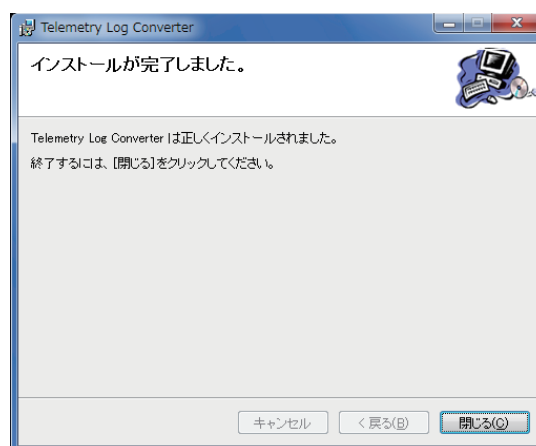 Telemetry Log Converter
インストールが完了しました。
Telemetry Log Converter は正しくインストールされました。
終了するには、[閉じる]をクリックしてください。
キャンセル
< 戻る(B)
閉じる(C)